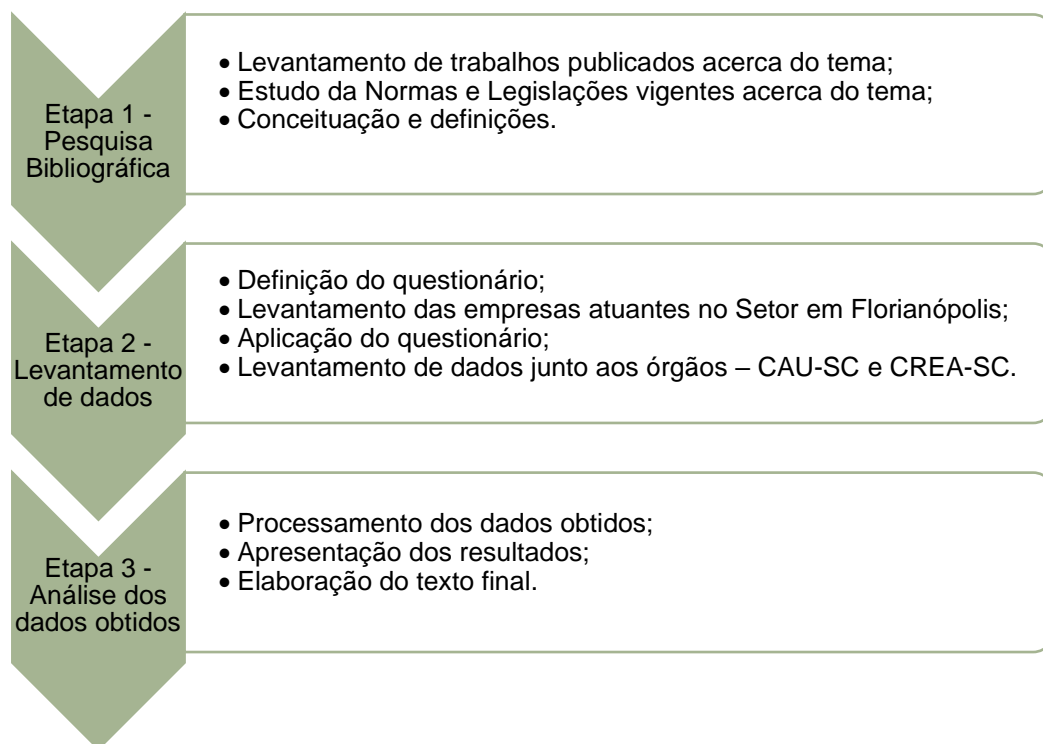 Etapa 1 -
Pesquisa
Bibliográfica
• Levantamento de trabalhos publicados acerca do tema;
• Estudo da Normas e Legislações vigentes acerca do tema;
• Conceituação e definições.
Etapa 2 -
Levantamento
de dados
• Definição do questionário;
• Levantamento das empresas atuantes no Setor em Florianópolis;
• Aplicação do questionário;
• Levantamento de dados junto aos órgãos – CAU-SC e CREA-SC.
Etapa 3 -
Análise dos
dados obtidos
• Processamento dos dados obtidos;
• Apresentação dos resultados;
• Elaboração do texto final.